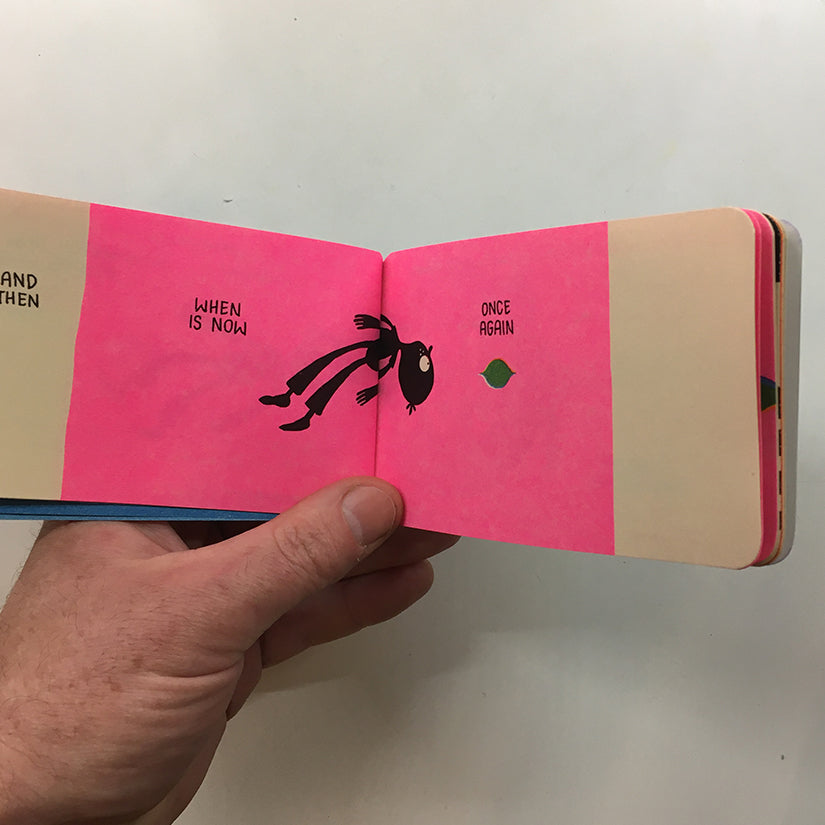 AND
THEN
WHEN
IS NOW
ONCE
AGAIN